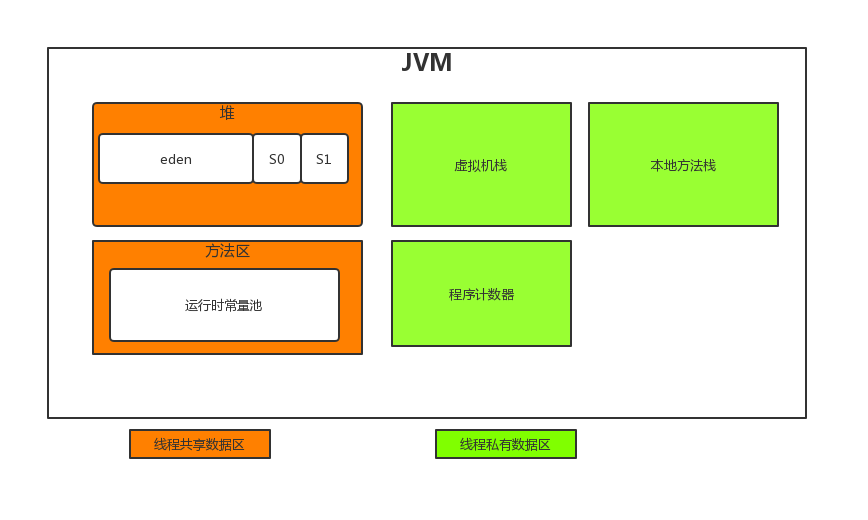 JVM
堆
eden
S0
S1
虚拟机栈
本地方法栈
方法区
运行时常量池
程序计数器
线程共享数据区
线程私有数据区